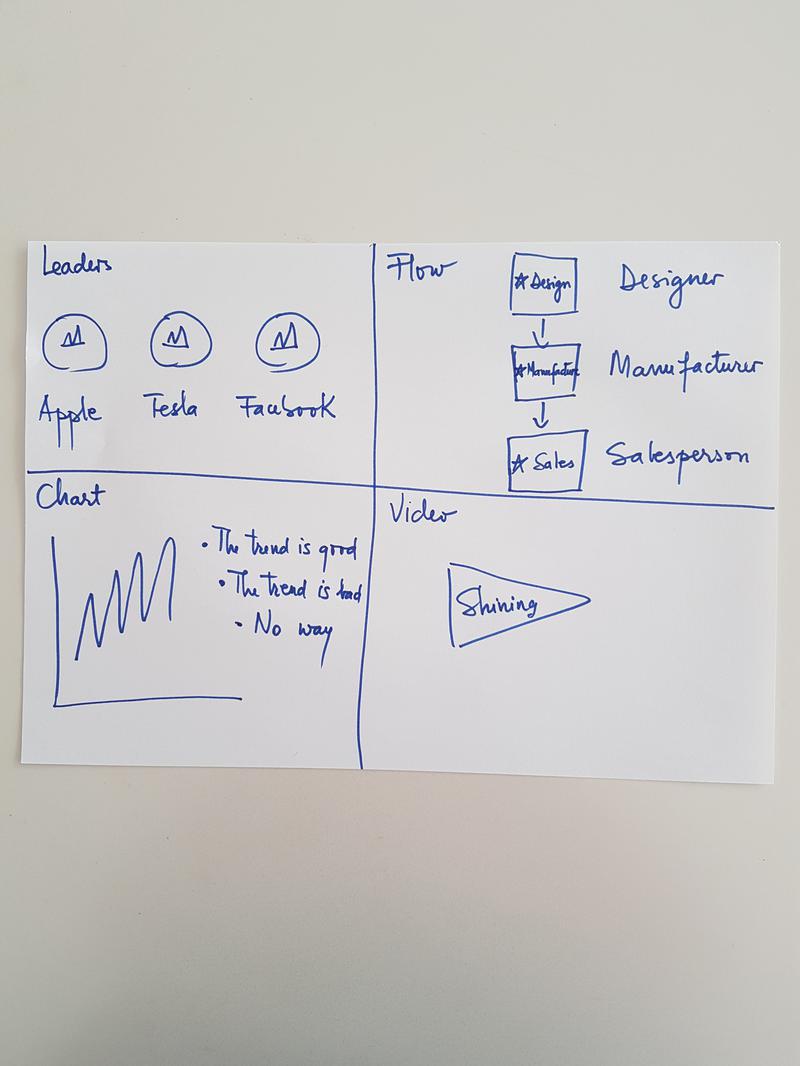 Leaders
Apple Tesla Facebook
Flow
Design Designer
Manufacture Manufacturer
Sales Salesperson
Chart
• The trend is good
• The trend is bad
• No way
Video
Shining